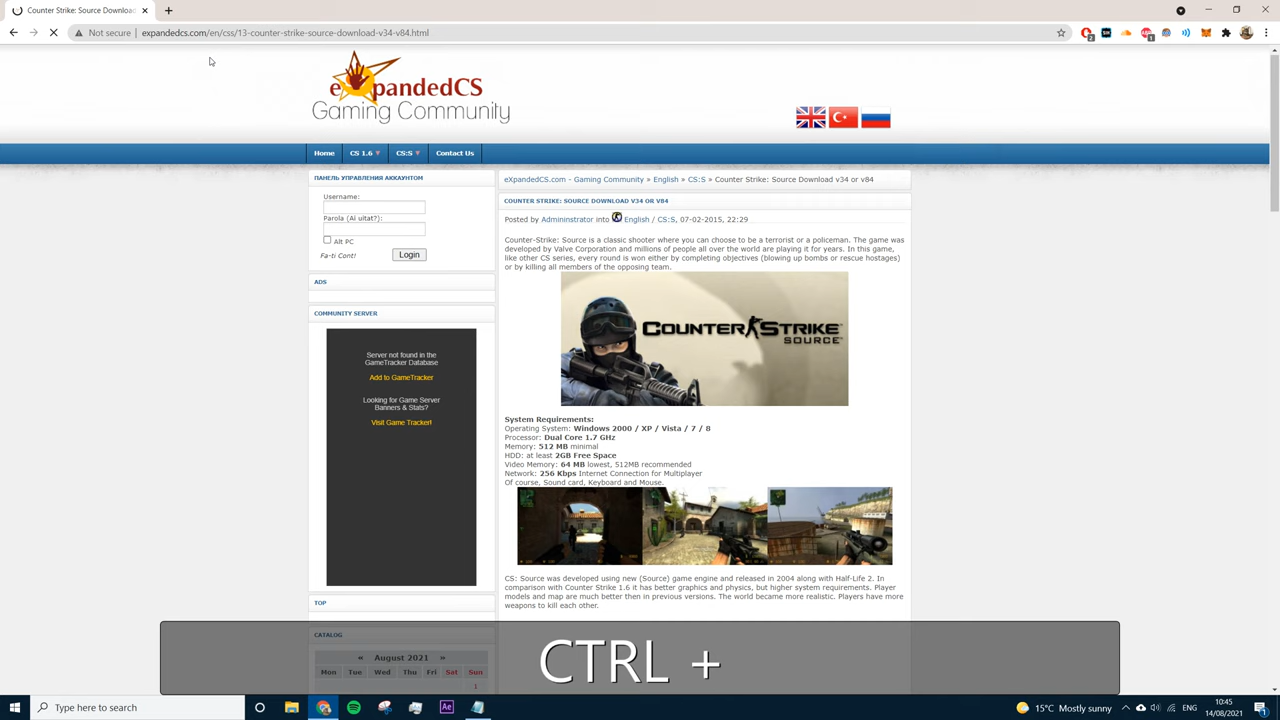 Counter Strike: Source Download
Not secure | expandedcs.com/en/css/13-counter-strike-source-download-v34-v84.html
eXpandedCS
Gaming Community
Home CS 1.6 CS:S Contact Us
ПАНЕЛЬ УПРАВЛЕНИЯ АККАУНТОМ
Username:
Parola (Ai uitat?):
Alt PC
Fa-ti Cont! Login
ADS
COMMUNITY SERVER
Server not found in the
GameTracker Database
Add to GameTracker
Looking for Game Server
Banners & Stats?
Visit Game Tracker!
TOP
CATALOG
« August 2021 »
Mon Tue Wed Thu Fri Sat Sun
1
eXpandedCS.com - Gaming Community » English » CS:S » Counter Strike: Source Download v34 or v84
COUNTER STRIKE: SOURCE DOWNLOAD V34 OR V84
Posted by Admininstrator into English / CS:S, 07-02-2015, 22:29
Counter-Strike: Source is a classic shooter where you can choose to be a terrorist or a policeman. The game was
developed by Valve Corporation and millions of people all over the world are playing it for years. In this game,
like other CS series, every round is won either by completing objectives (blowing up bombs or rescue hostages)
or by killing all members of the opposing team.
COUNTER STRIKE
SOURCE
System Requirements:
Operating System: Windows 2000 / XP / Vista / 7 / 8
Processor: Dual Core 1.7 GHz
Memory: 512 MB minimal
HDD: at least 2GB Free Space
Video Memory: 64 MB lowest, 512MB recommended
Network: 256 Kbps Internet Connection for Multiplayer
Of course, Sound card, Keyboard and Mouse.
CS: Source was developed using new (Source) game engine and released in 2004 along with Half-Life 2. In
comparison with Counter Strike 1.6 it has better graphics and physics, but higher system requirements. Player
models and map are much better then in previous versions. The world became more realistic. Players have more
weapons to kill each other.
CTRL +
Type here to search
15°C Mostly sunny
ENG
10:45
14/08/2021